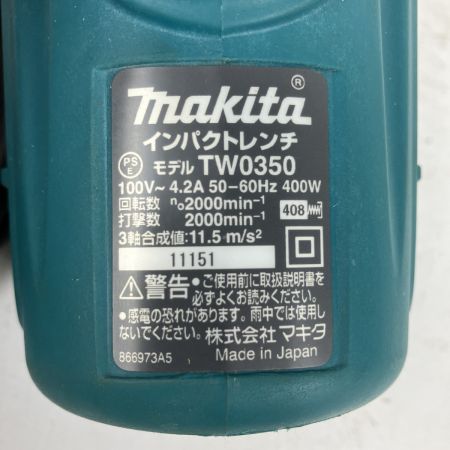 makita®
インパクトレンチ
PS E モデル TW0350
100V~ 4.2A 50-60Hz 400W
回転数 n₀2000min⁻¹
打撃数 2000min⁻¹ 408
3軸合成値:11.5m/s²
11151
⚠警告 •ご使用前に取扱説明書を
必ずよくお読みください。
•感電の恐れがあります。雨中では使用し
ないでください。 株式会社マキタ
866973A5 Made in Japan